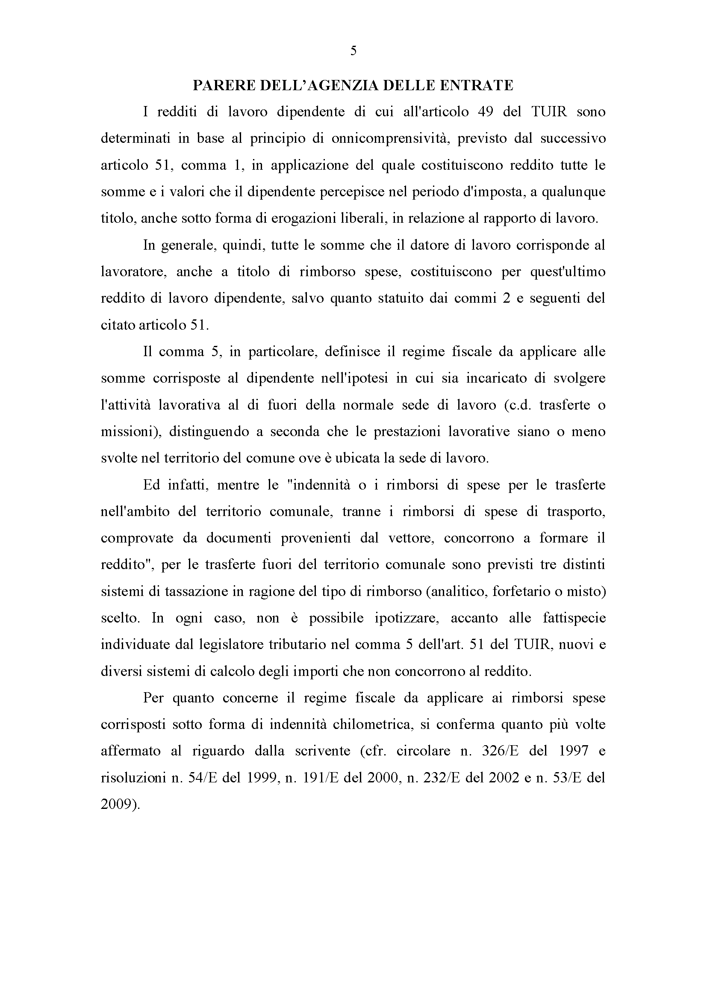 5
PARERE DELL’AGENZIA DELLE ENTRATE
I redditi di lavoro dipendente di cui all'articolo 49 del TUIR sono
determinati in base al principio di onnicomprensività, previsto dal successivo
articolo 51, comma 1, in applicazione del quale costituiscono reddito tutte le
somme e i valori che il dipendente percepisce nel periodo d'imposta, a qualunque
titolo, anche sotto forma di erogazioni liberali, in relazione al rapporto di lavoro.
In generale, quindi, tutte le somme che il datore di lavoro corrisponde al
lavoratore, anche a titolo di rimborso spese, costituiscono per quest'ultimo
reddito di lavoro dipendente, salvo quanto statuito dai commi 2 e seguenti del
citato articolo 51.
Il comma 5, in particolare, definisce il regime fiscale da applicare alle
somme corrisposte al dipendente nell'ipotesi in cui sia incaricato di svolgere
l'attività lavorativa al di fuori della normale sede di lavoro (c.d. trasferte o
missioni), distinguendo a seconda che le prestazioni lavorative siano o meno
svolte nel territorio del comune ove è ubicata la sede di lavoro.
Ed infatti, mentre le "indennità o i rimborsi di spese per le trasferte
nell'ambito del territorio comunale, tranne i rimborsi di spese di trasporto,
comprovate da documenti provenienti dal vettore, concorrono a formare il
reddito", per le trasferte fuori del territorio comunale sono previsti tre distinti
sistemi di tassazione in ragione del tipo di rimborso (analitico, forfetario o misto)
scelto. In ogni caso, non è possibile ipotizzare, accanto alle fattispecie
individuate dal legislatore tributario nel comma 5 dell'art. 51 del TUIR, nuovi e
diversi sistemi di calcolo degli importi che non concorrono al reddito.
Per quanto concerne il regime fiscale da applicare ai rimborsi spese
corrisposti sotto forma di indennità chilometrica, si conferma quanto più volte
affermato al riguardo dalla scrivente (cfr. circolare n. 326/E del 1997 e
risoluzioni n. 54/E del 1999, n. 191/E del 2000, n. 232/E del 2002 e n. 53/E del
2009).